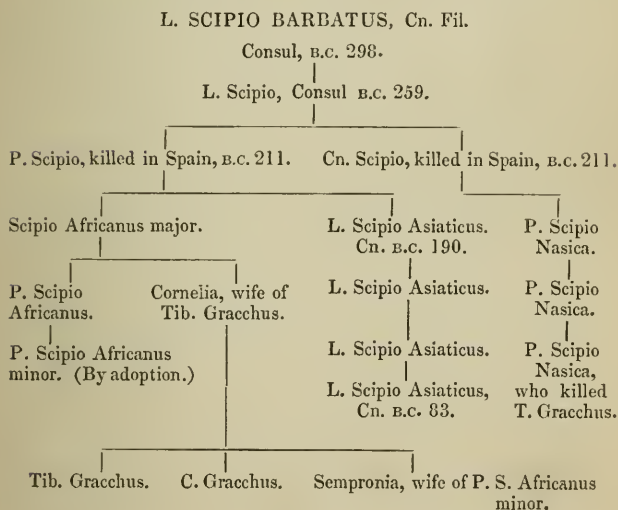 L. SCIPIO BARBATUS, Cn. Fil.
Consul, B.C. 298.
L. Scipio, Consul B.C. 259.
P. Scipio, killed in Spain, B.C. 211.
Cn. Scipio, killed in Spain, B.C. 211.
Scipio Africanus major.
L. Scipio Asiaticus.
Cn. B.C. 190.
P. Scipio
Nasica.
P. Scipio
Africanus.
Cornelia, wife of
Tib. Gracchus.
L. Scipio Asiaticus.
P. Scipio
Nasica.
P. Scipio Africanus
minor. (By adoption.)
L. Scipio Asiaticus.
L. Scipio Asiaticus,
Cn. B.C. 83.
P. Scipio
Nasica,
who killed
T. Gracchus.
Tib. Gracchus.
C. Gracchus.
Sempronia, wife of P. S. Africanus
minor.